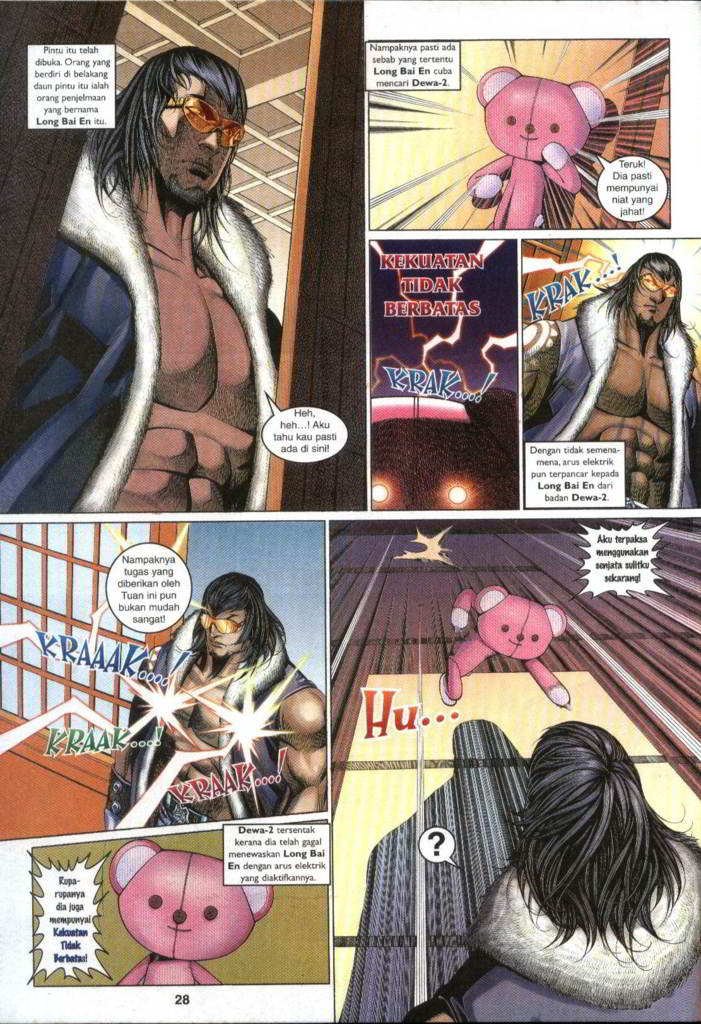 Pintu itu telah
dibuka. Orang yang
berdiri di belakang
daun pintu itu ialah
orang penjelmaan
yang bernama
Long Bai En itu.
Heh,
heh...! Aku
tahu kau pasti
ada di sini!
Nampaknya pasti ada
sebab yang tertentu
Long Bai En cuba
mencari Dewa-2.
Teruk!
Dia pasti
mempunyai
niat yang
jahat!
KEKUATAN
TIDAK
BERBATAS
KRAK...!
KRAK...!
Dengan tidak semena-
mena, arus elektrik
pun terpancar kepada
Long Bai En dari
badan Dewa-2.
Nampaknya
tugas yang
diberikan oleh
Tuan ini pun
bukan mudah
sangat!
KRAAAK...!
KRAAK...!
KRAAK...!
Dewa-2 tersentak
kerana dia telah gagal
menewaskan Long Bai
En dengan arus elektrik
yang diaktifkannya.
Rupa-
rupanya
dia juga
mempunyai
Kekuatan
Tidak
Berbatas!
Aku terpaksa
menggunakan
senjata sulitku
sekarang!
Hu...
?
28